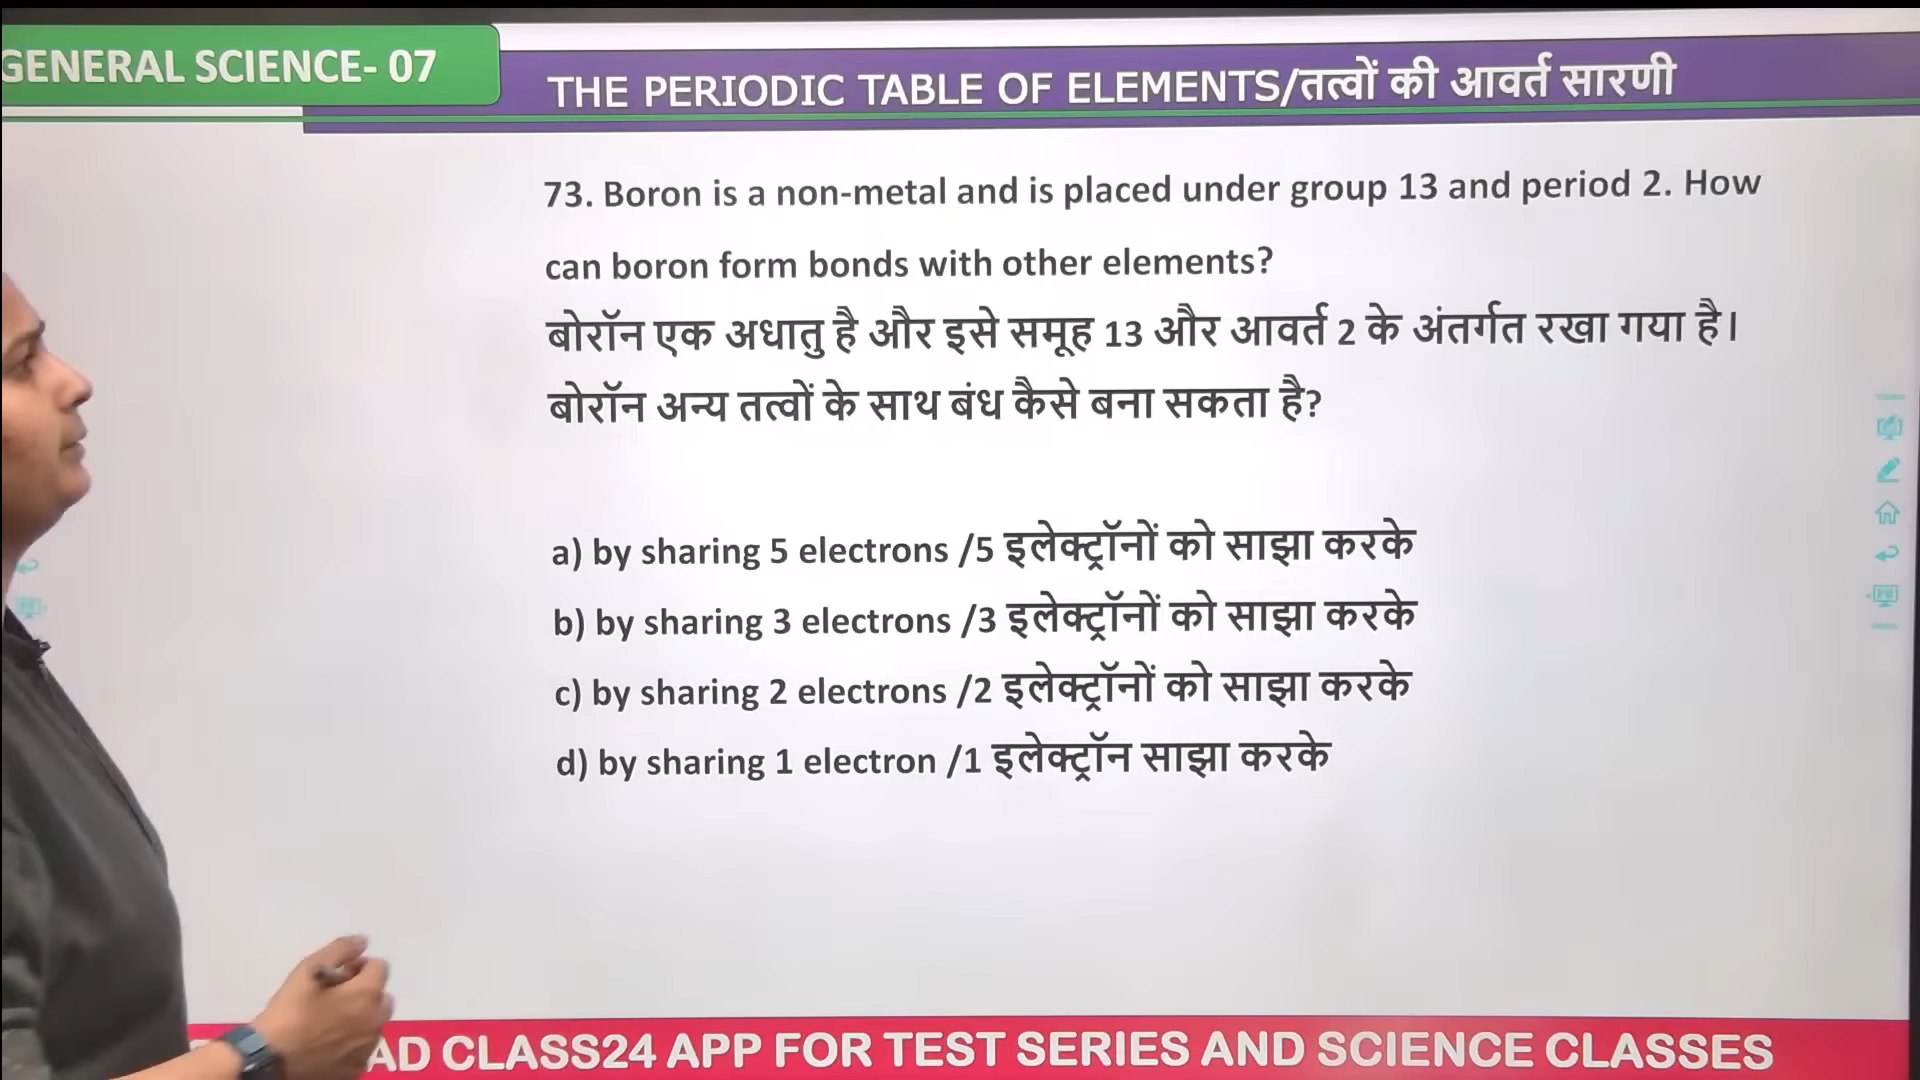 GENERAL SCIENCE- 07
THE PERIODIC TABLE OF ELEMENTS/तत्वों की आवर्त सारणी
73. Boron is a non-metal and is placed under group 13 and period 2. How
can boron form bonds with other elements?
बोरॉन एक अधातु है और इसे समूह 13 और आवर्त 2 के अंतर्गत रखा गया है।
बोरॉन अन्य तत्वों के साथ बंध कैसे बना सकता है?
a) by sharing 5 electrons /5 इलेक्ट्रॉनों को साझा करके
b) by sharing 3 electrons /3 इलेक्ट्रॉनों को साझा करके
c) by sharing 2 electrons /2 इलेक्ट्रॉनों को साझा करके
d) by sharing 1 electron /1 इलेक्ट्रॉन साझा करके
AD CLASS24 APP FOR TEST SERIES AND SCIENCE CLASSES